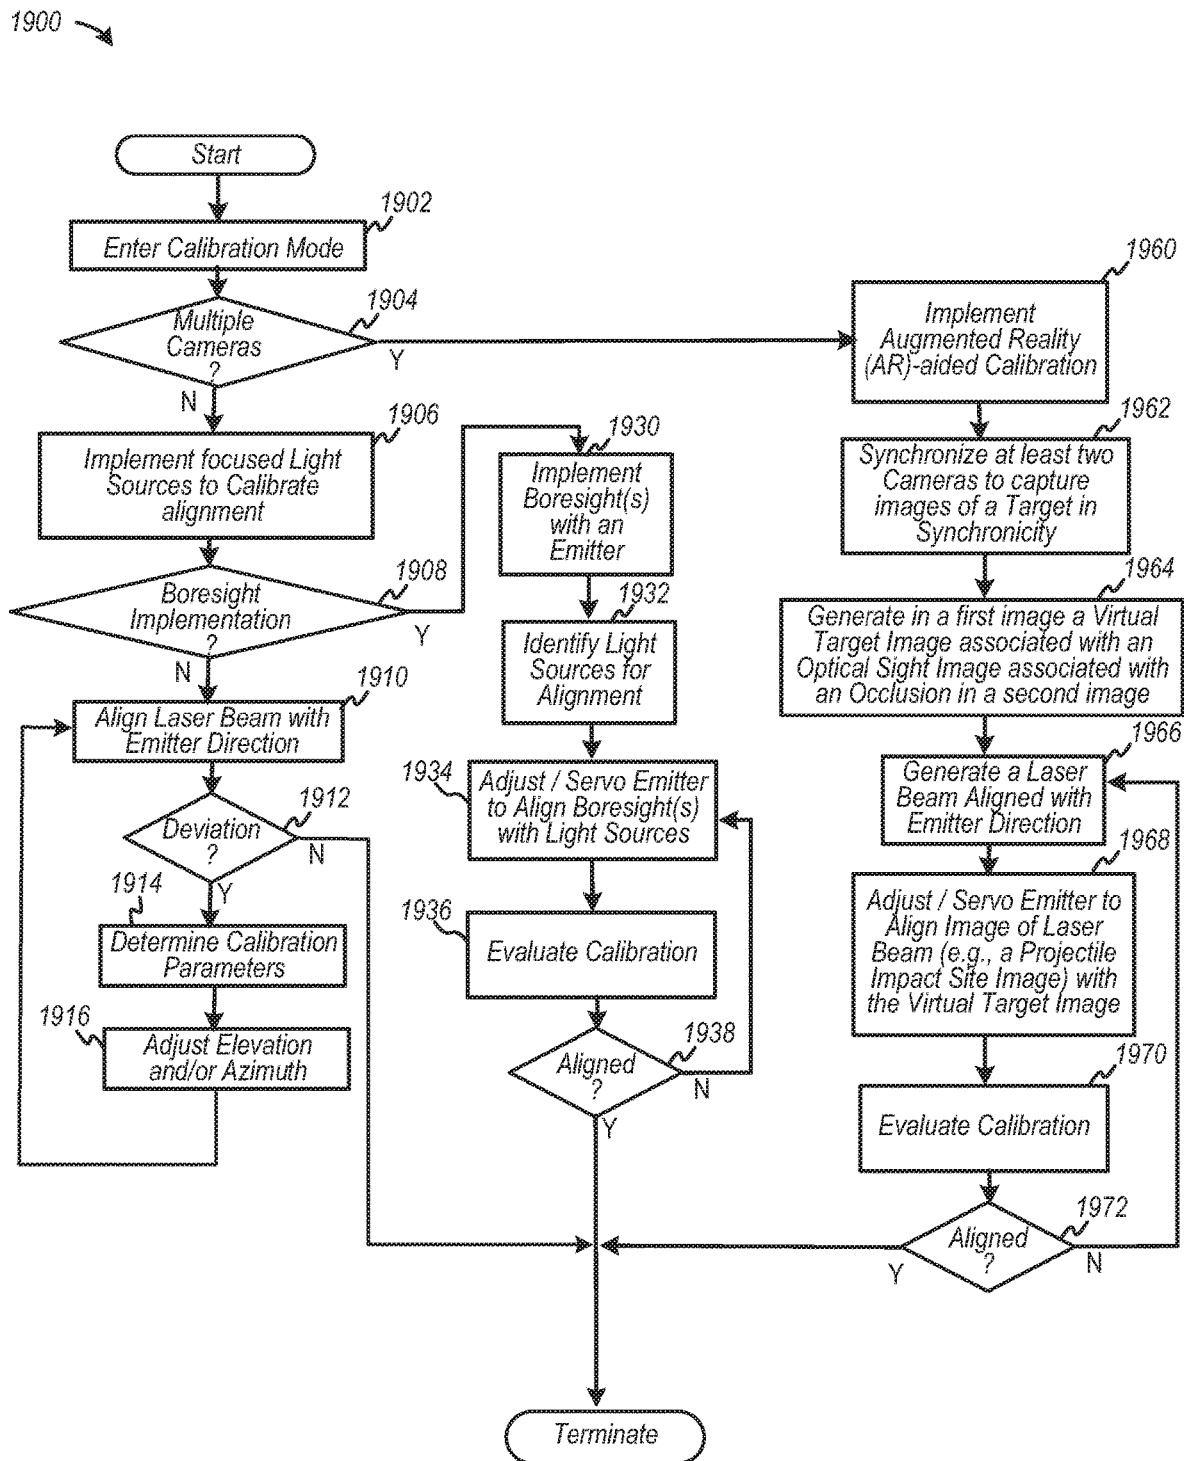 1900
Start
1902
Enter Calibration Mode
1904
Multiple
Cameras
?
Y
N
1906
Implement focused Light
Sources to Calibrate
alignment
1908
Boresight
Implementation
?
Y
N
1910
Align Laser Beam with
Emitter Direction
1912
Deviation
?
N
Y
1914
Determine Calibration
Parameters
1916
Adjust Elevation
and/or Azimuth
1930
Implement
Boresight(s)
with an
Emitter
1932
Identify Light
Sources for
Alignment
1934
Adjust / Servo Emitter
to Align Boresight(s)
with Light Sources
1936
Evaluate Calibration
1938
Aligned
?
N
Y
1960
Implement
Augmented Reality
(AR)-aided Calibration
1962
Synchronize at least two
Cameras to capture
images of a Target in
Synchronicity
1964
Generate in a first image a Virtual
Target Image associated with an
Optical Sight Image associated with
an Occlusion in a second image
1966
Generate a Laser
Beam Aligned with
Emitter Direction
1968
Adjust / Servo Emitter to
Align Image of Laser
Beam (e.g., a Projectile
Impact Site Image) with
the Virtual Target Image
1970
Evaluate Calibration
1972
Aligned
?
Y
N
Terminate